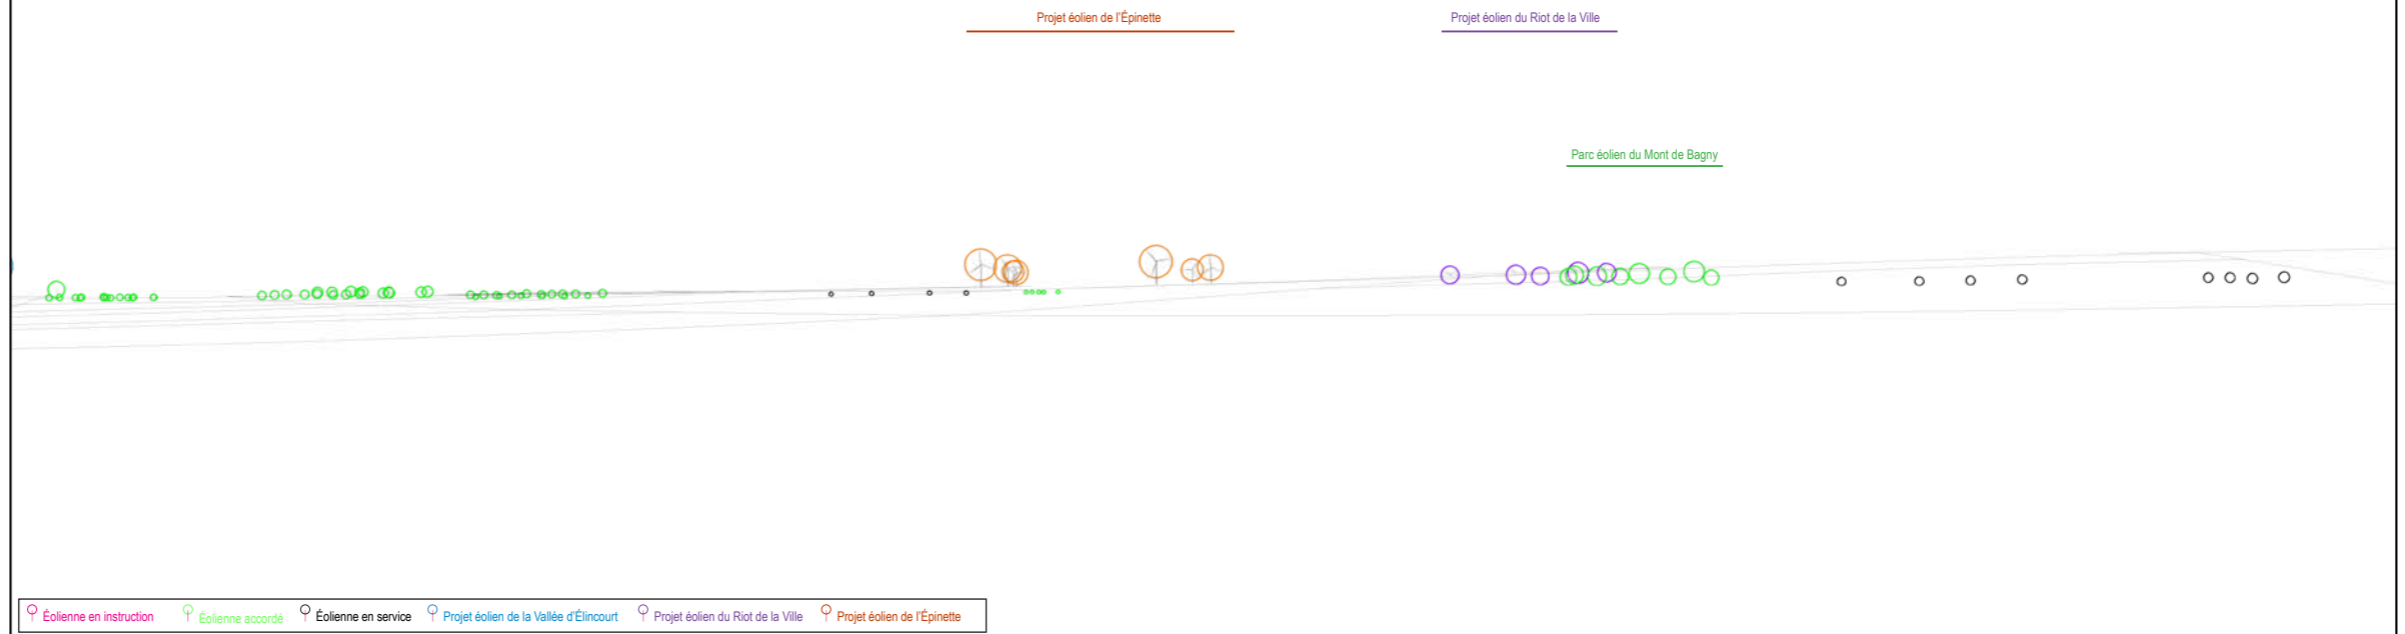 Projet éolien de l'Épinette
Projet éolien du Riot de la Ville
Parc éolien du Mont de Bagny
Éolienne en instruction
Éolienne accordé
Éolienne en service
Projet éolien de la Vallée d'Élincourt
Projet éolien du Riot de la Ville
Projet éolien de l'Épinette